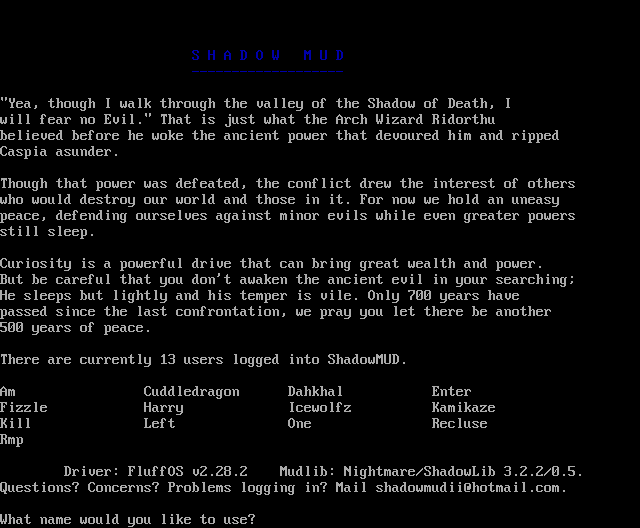 SHADOW MUD
-------------------
"Yea, though I walk through the valley of the Shadow of Death, I
will fear no Evil." That is just what the Arch Wizard Ridorthu
believed before he woke the ancient power that devoured him and ripped
Caspia asunder.
Though that power was defeated, the conflict drew the interest of others
who would destroy our world and those in it. For now we hold an uneasy
peace, defending ourselves against minor evils while even greater powers
still sleep.
Curiosity is a powerful drive that can bring great wealth and power.
But be careful that you don't awaken the ancient evil in your searching;
He sleeps but lightly and his temper is vile. Only 700 years have
passed since the last confrontation, we pray you let there be another
500 years of peace.
There are currently 13 users logged into ShadowMUD.
Am Cuddledragon Dahkhal Enter
Fizzle Harry Icewolfz Kamikaze
Kill Left One Recluse
Rmp
Driver: FluffOS v2.28.2 Mudlib: Nightmare/ShadowLib 3.2.2/0.5.
Questions? Concerns? Problems logging in? Mail shadowmudii@hotmail.com.
What name would you like to use?